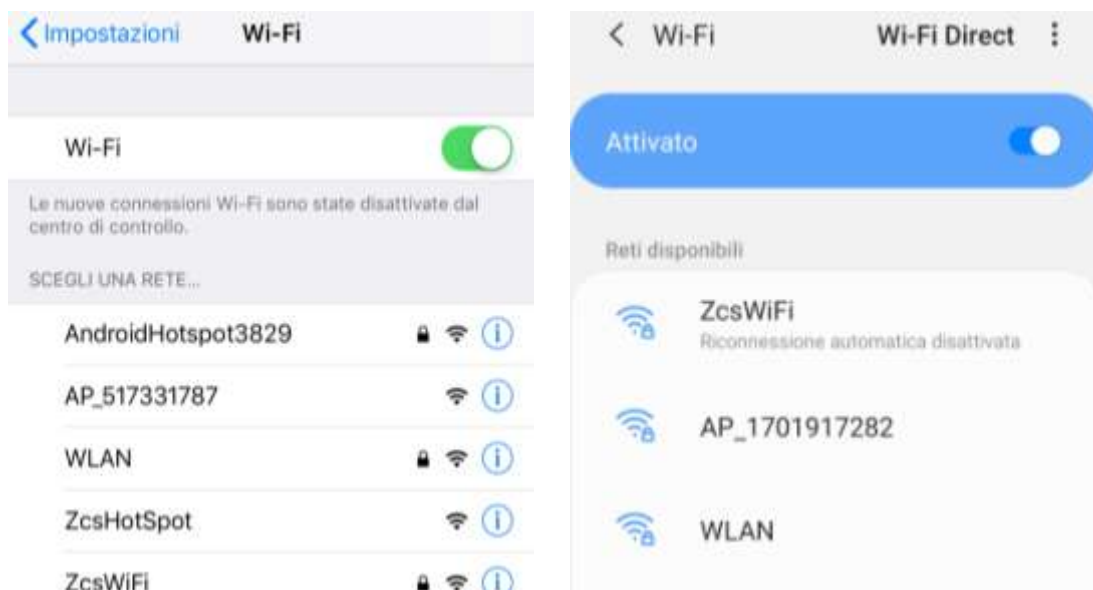 Impostazioni
Wi-Fi
Wi-Fi
Le nuove connessioni Wi-Fi sono state disattivate dal
centro di controllo.
SCEGLI UNA RETE...
AndroidHotspot3829
AP_517331787
WLAN
ZcsHotSpot
ZcsWiFi
Wi-Fi
Wi-Fi Direct
Attivato
Reti disponibili
ZcsWiFi
Riconnessione automatica disattivata
AP_1701917282
WLAN